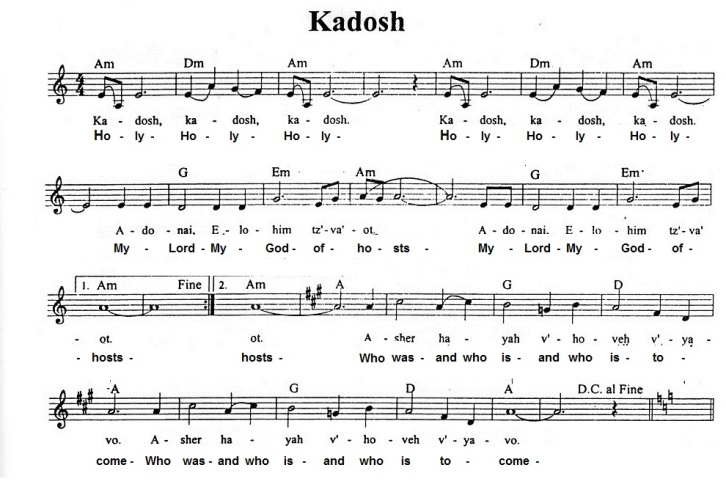 Kadosh
Am Dm Am Am Dm Am
Ka - dosh, ka - dosh, ka - dosh. Ka - dosh, ka - dosh, ka - dosh.
Ho - ly - Ho - ly - Ho - ly - Ho - ly - Ho - ly - Ho - ly
G Em Am G Em
A - do - nai, E - lo - him tz'-va' - ot. A - do - nai. E - lo - him tz'-va'
My - Lord - My - God - of - ho - sts - My - Lord - My - God - of -
1. Am Fine 2. Am A G D
- ot. ot. A - sher ha - yah v' - ho - veh v' - ya -
- hosts - hosts - Who was - and who is - and who is - to -
A G D A D.C. al Fine
vo. A - sher ha - yah v' - ho - veh v' - ya - vo.
come - Who was - and who is - and who is to - come -